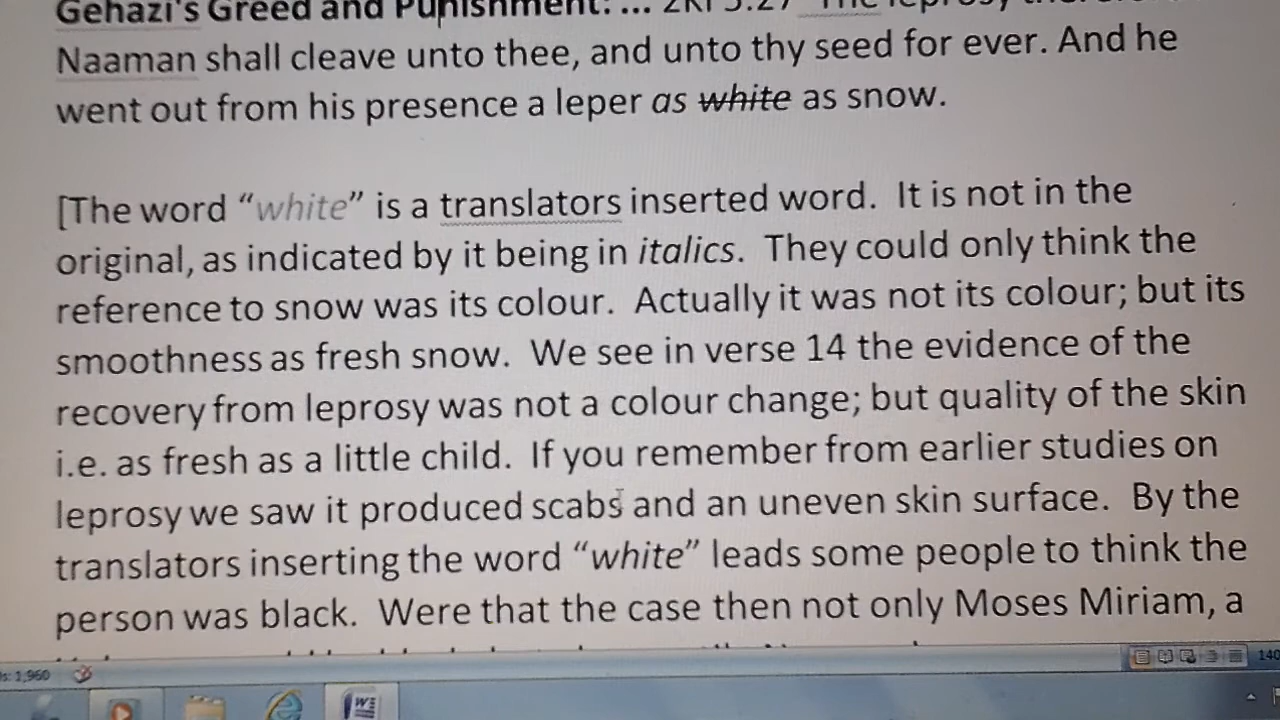 Gehazi's Greed and Punishment: ... 2Ki 5:27 The leprosy
Naaman shall cleave unto thee, and unto thy seed for ever. And he
went out from his presence a leper as white as snow.
[The word “white” is a translators inserted word. It is not in the
original, as indicated by it being in italics. They could only think the
reference to snow was its colour. Actually it was not its colour; but its
smoothness as fresh snow. We see in verse 14 the evidence of the
recovery from leprosy was not a colour change; but quality of the skin
i.e. as fresh as a little child. If you remember from earlier studies on
leprosy we saw it produced scabs and an uneven skin surface. By the
translators inserting the word “white” leads some people to think the
person was black. Were that the case then not only Moses Miriam, a
s: 1,960
140